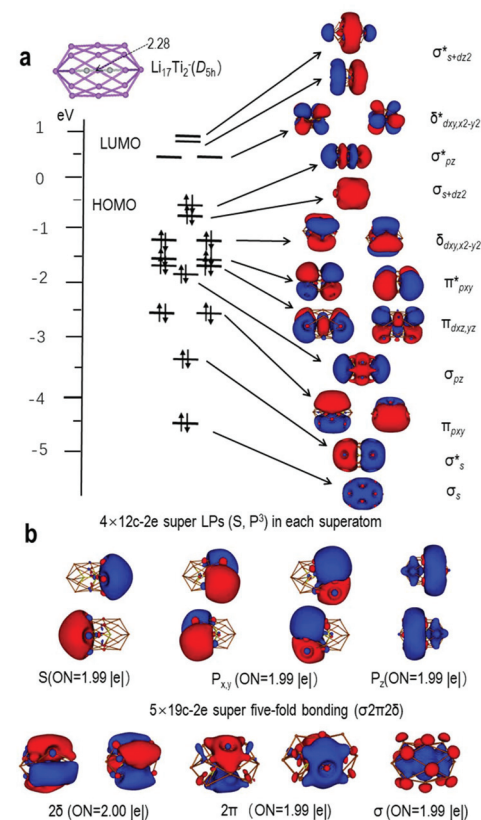 a
2.28
Li17Ti2-(D5h)
eV
1
0
-1
-2
-3
-4
-5
LUMO
HOMO
σ*s+dz2
δ*dxy,x2-y2
σ*pz
σs+dz2
δdxy,x2-y2
π*pxy
πdxz,yz
σpz
πpxy
σ*s
σs
4×12c-2e super LPs (S, P3) in each superatom
b
S(ON=1.99 |e|) Px,y (ON=1.99 |e|) Pz(ON=1.99 |e|)
5×19c-2e super five-fold bonding (σ2π2δ)
2δ (ON=2.00 |e|) 2π (ON=1.99 |e|) σ (ON=1.99 |e|)